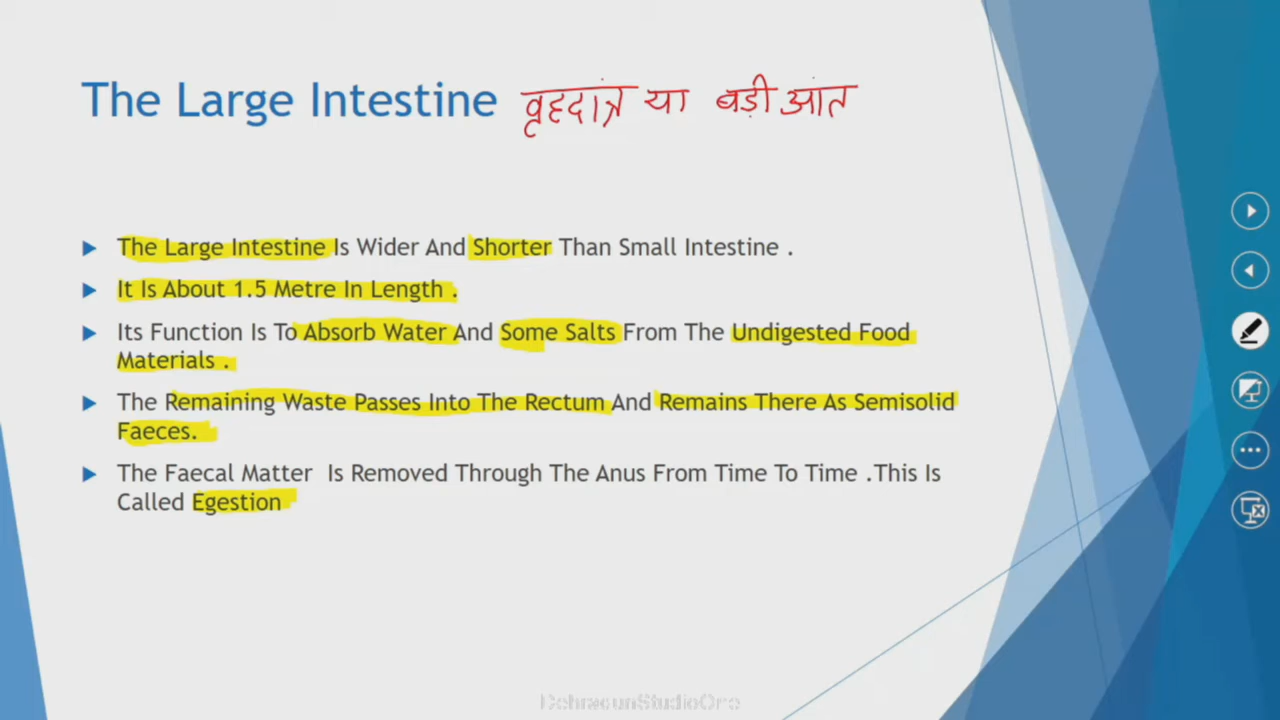 The Large Intestine वृहदांत्र या बड़ी आंत
The Large Intestine Is Wider And Shorter Than Small Intestine .
It Is About 1.5 Metre In Length .
Its Function Is To Absorb Water And Some Salts From The Undigested Food
Materials .
The Remaining Waste Passes Into The Rectum And Remains There As Semisolid
Faeces.
The Faecal Matter Is Removed Through The Anus From Time To Time .This Is
Called Egestion
DehradunStudioOne